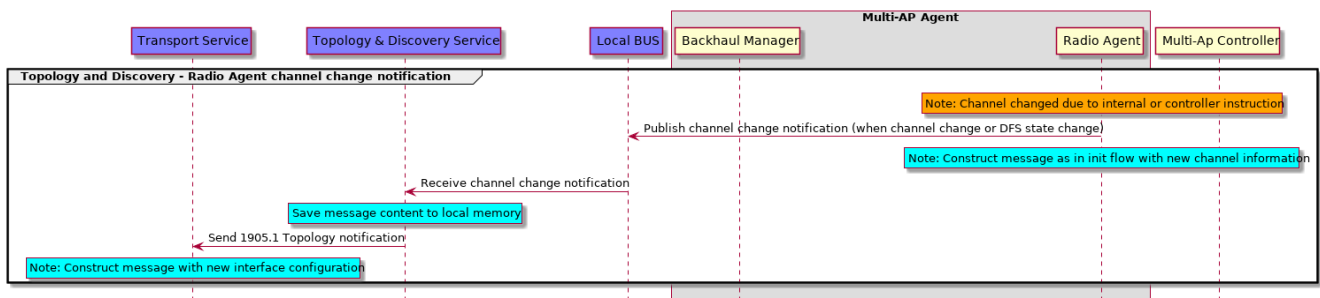 Multi-AP Agent
Transport Service
Topology & Discovery Service
Local BUS
Backhaul Manager
Radio Agent
Multi-Ap Controller
Topology and Discovery - Radio Agent channel change notification
Note: Channel changed due to internal or controller instruction
Publish channel change notification (when channel change or DFS state change)
Note: Construct message as in init flow with new channel information
Receive channel change notification
Save message content to local memory
Send 1905.1 Topology notification
Note: Construct message with new interface configuration